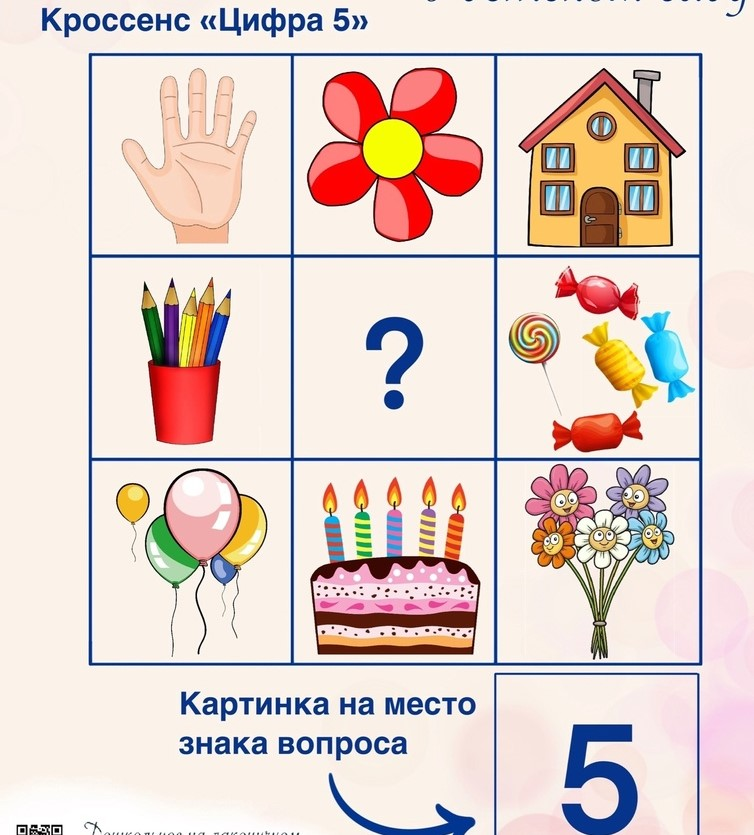 Кроссенс «Цифра 5»
?
Картинка на место
знака вопроса
5